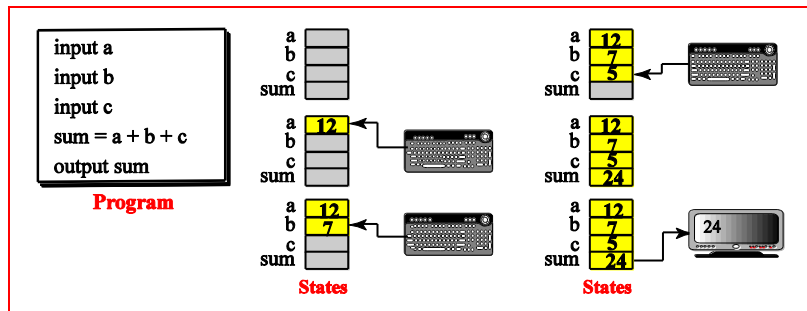 input a
input b
input c
sum = a + b + c
output sum
Program
a
b
c
sum
a 12
b
c
sum
a 12
b 7
c
sum
States
a 12
b 7
c 5
sum
a 12
b 7
c 5
sum 24
a 12
b 7
c 5
sum 24
24
States